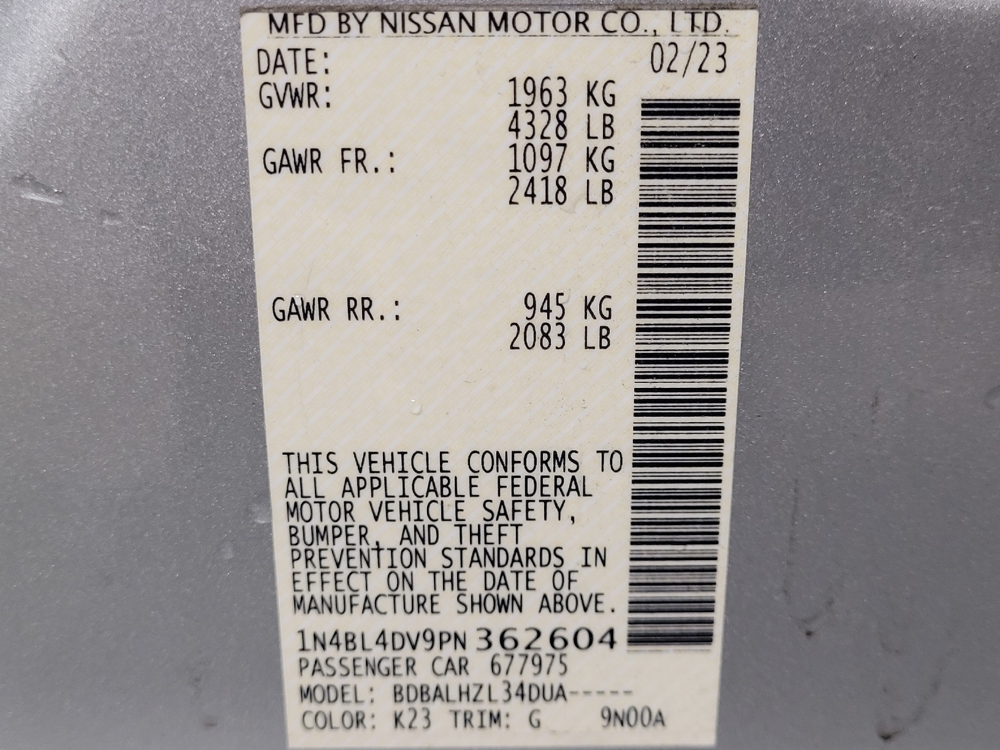 MFD BY NISSAN MOTOR CO., LTD.
DATE: 02/23
GVWR: 1963 KG
4328 LB
GAWR FR.: 1097 KG
2418 LB
GAWR RR.: 945 KG
2083 LB
THIS VEHICLE CONFORMS TO
ALL APPLICABLE FEDERAL
MOTOR VEHICLE SAFETY,
BUMPER, AND THEFT
PREVENTION STANDARDS IN
EFFECT ON THE DATE OF
MANUFACTURE SHOWN ABOVE.
1N4BL4DV9PN 362604
PASSENGER CAR 677975
MODEL: BDBALHZL34DUA-----
COLOR: K23 TRIM: G 9N00A